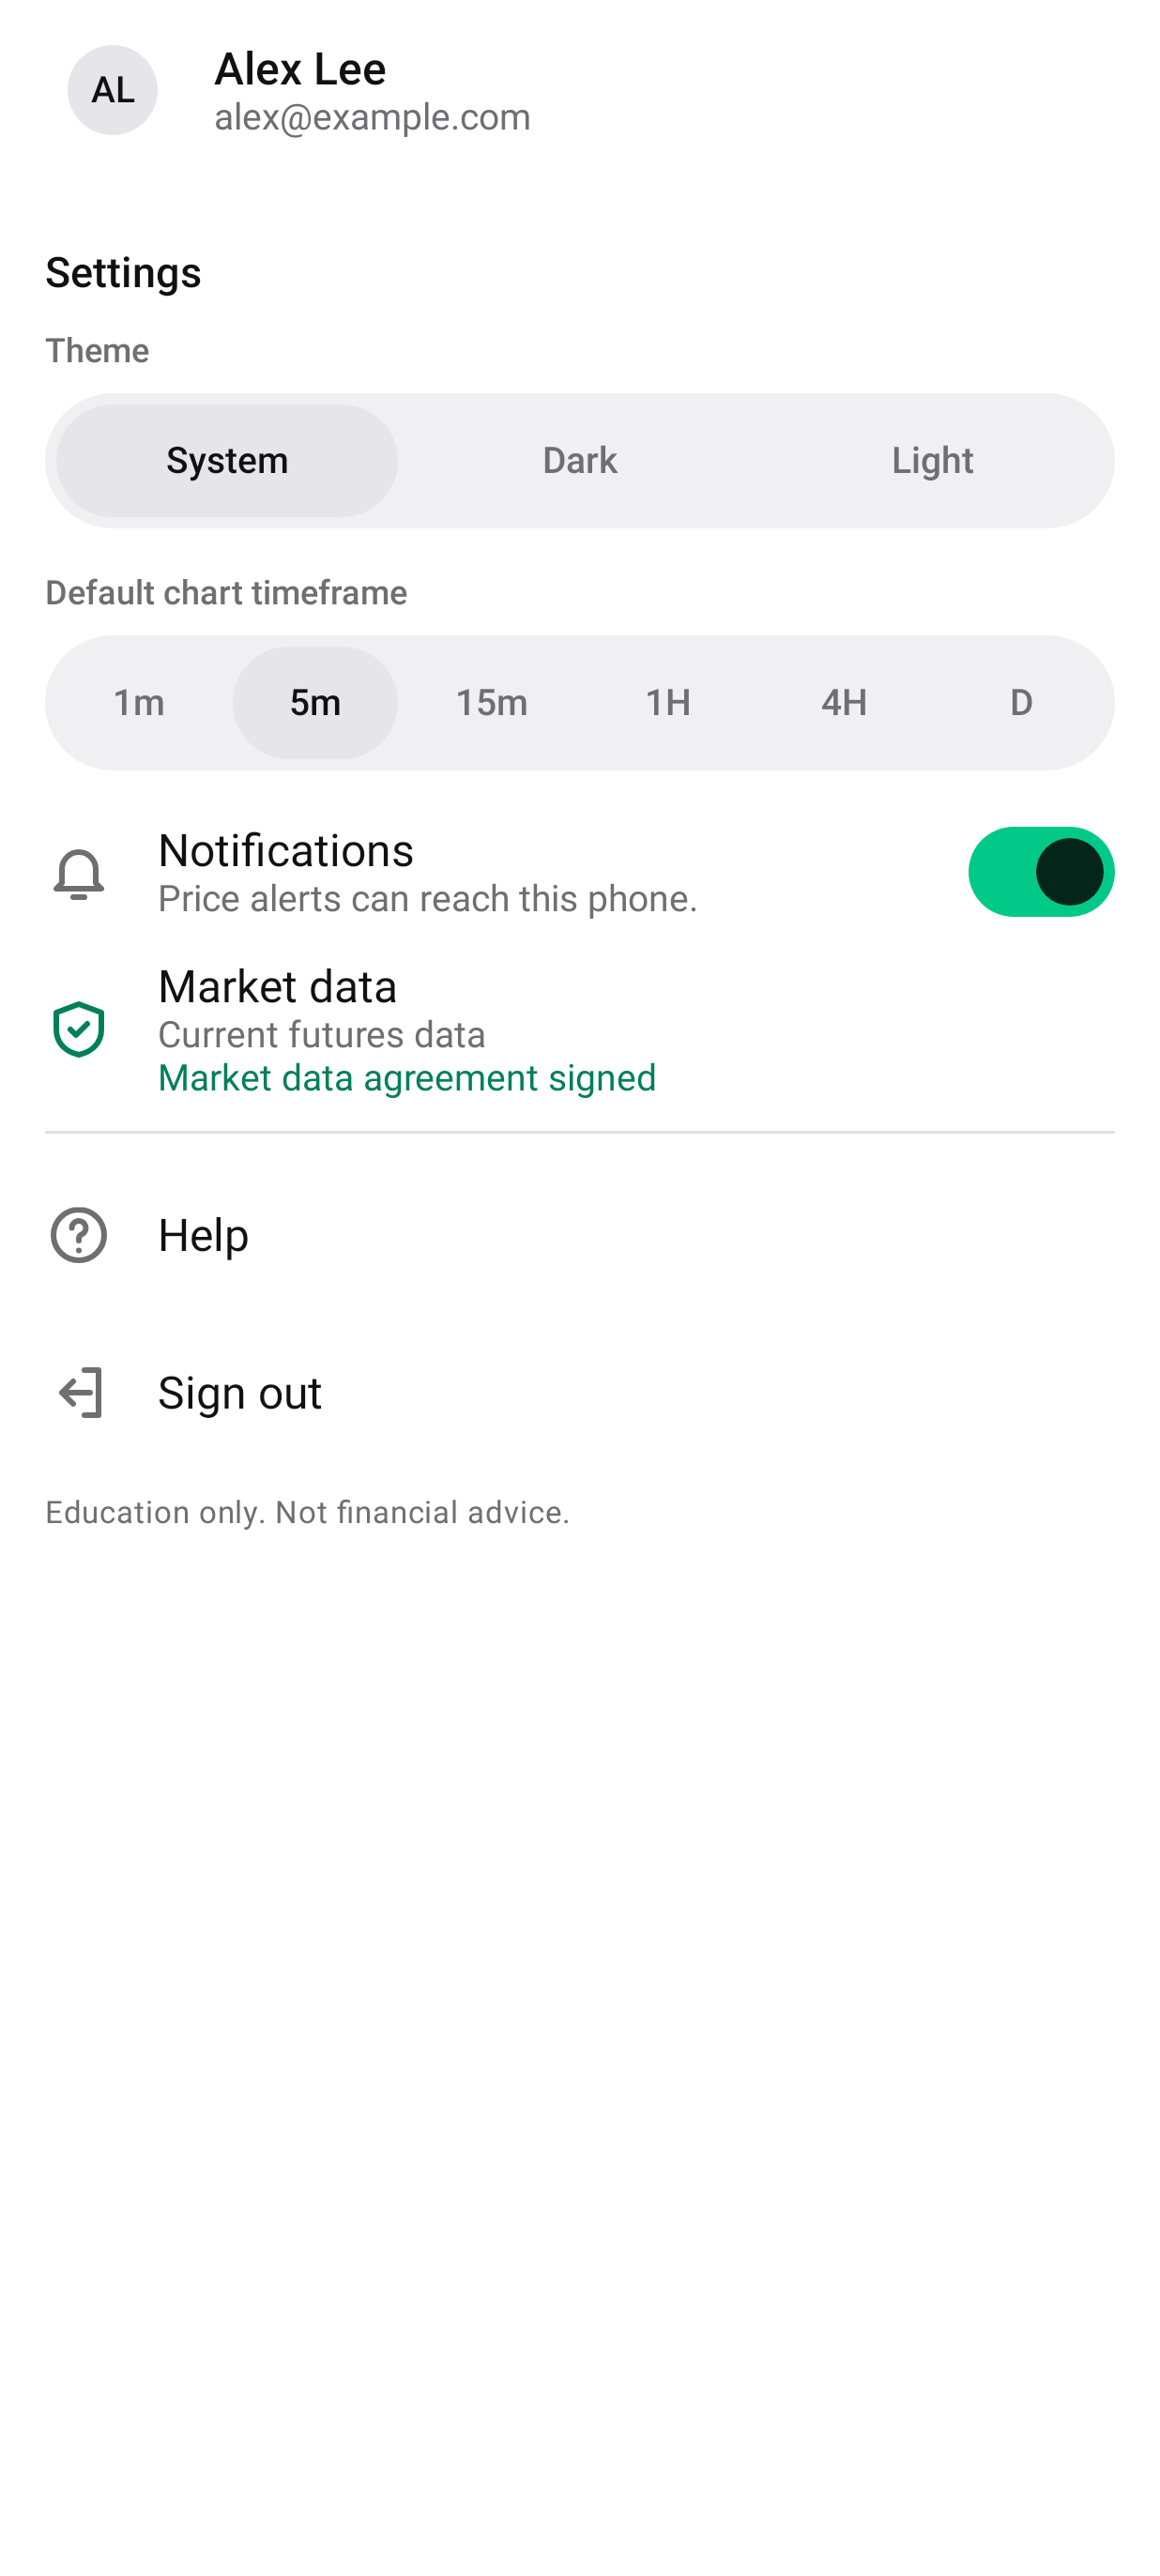 AL
Alex Lee
alex@example.com
Settings
Theme
System Dark Light
Default chart timeframe
1m 5m 15m 1H 4H D
Notifications
Price alerts can reach this phone.
Market data
Current futures data
Market data agreement signed
Help
Sign out
Education only. Not financial advice.